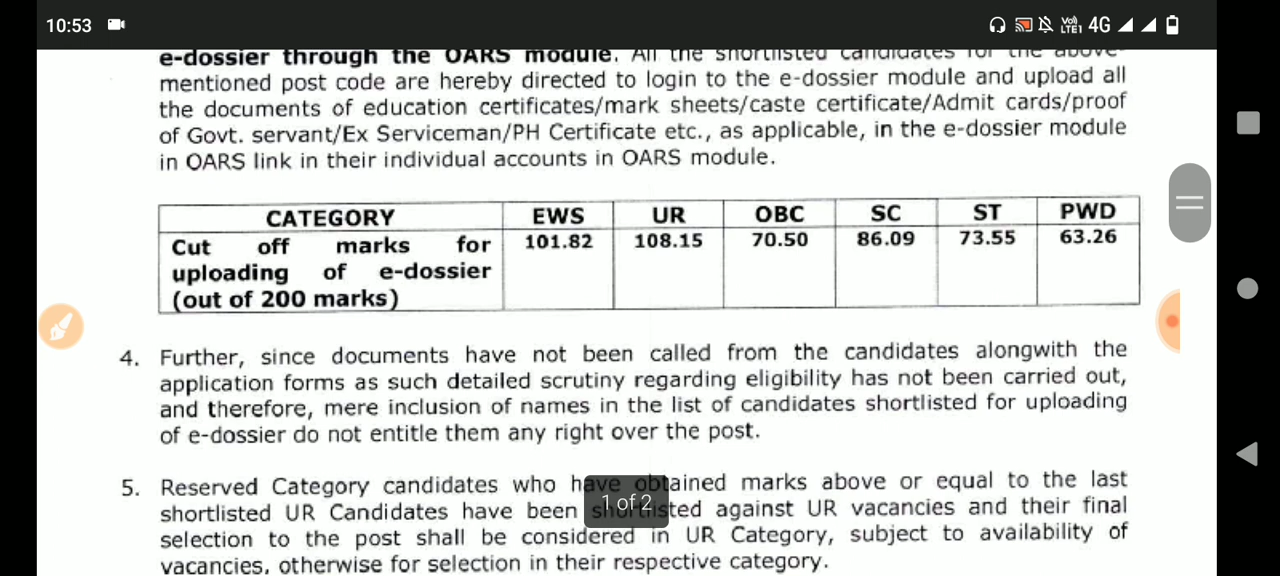 10:53
Vo) LTE1 4G
e-dossier through the OARS module. All the shortlisted candidates for the above-
mentioned post code are hereby directed to login to the e-dossier module and upload all
the documents of education certificates/mark sheets/caste certificate/Admit cards/proof
of Govt. servant/Ex Serviceman/PH Certificate etc., as applicable, in the e-dossier module
in OARS link in their individual accounts in OARS module.
CATEGORY EWS UR OBC SC ST PWD
Cut off marks for 101.82 108.15 70.50 86.09 73.55 63.26
uploading of e-dossier
(out of 200 marks)
4. Further, since documents have not been called from the candidates alongwith the
application forms as such detailed scrutiny regarding eligibility has not been carried out,
and therefore, mere inclusion of names in the list of candidates shortlisted for uploading
of e-dossier do not entitle them any right over the post.
5. Reserved Category candidates who have obtained marks above or equal to the last
shortlisted UR Candidates have been shortlisted against UR vacancies and their final
1 of 2
selection to the post shall be considered in UR Category, subject to availability of
vacancies, otherwise for selection in their respective category.